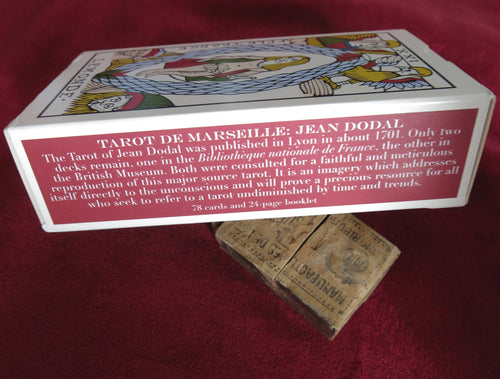 LEMONDE
F.P.ETRANGE
TAROT DE MARSEILLE: JEAN DODAL
The Tarot of Jean Dodal was published in Lyon in about 1701. Only two
decks remain, one in the Bibliothèque nationale de France, the other in
the British Museum. Both were consulted for a faithful and meticulous
reproduction of this major source tarot. It is an imagery which addresses
itself directly to the unconscious and will prove a precious resource for all
who seek to refer to a tarot undiminished by time and trends.
78 cards and 24-page booklet
MANUFACT